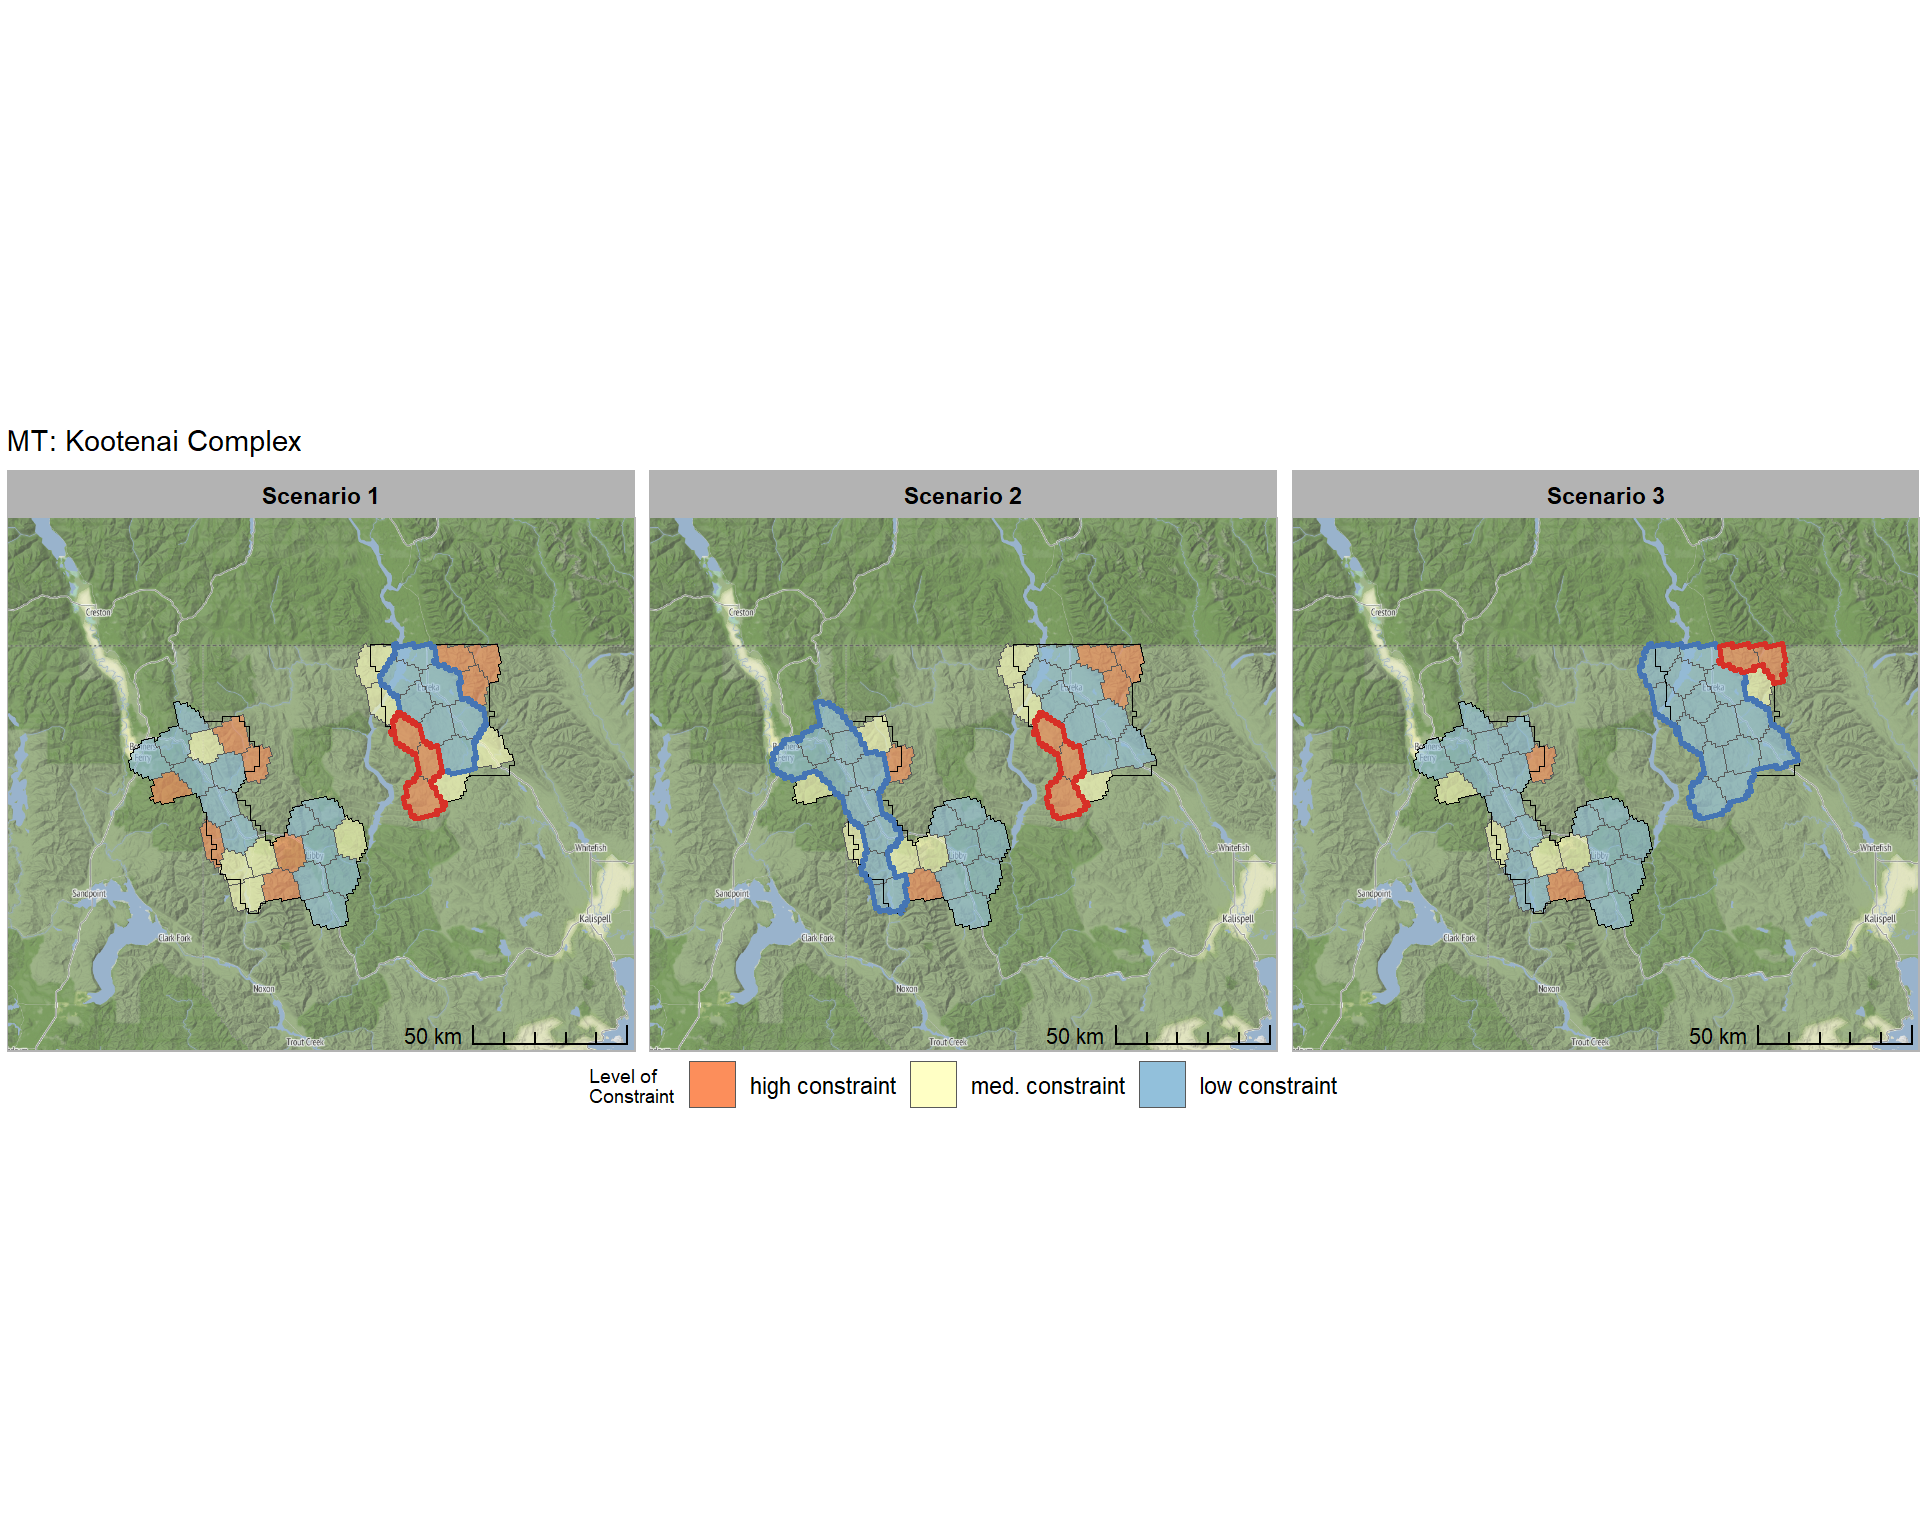 MT: Kootenai Complex
Scenario 1
Scenario 2
Scenario 3
Creston
Creston
Creston
Eureka
Whitefish
Whitefish
Whitefish
Sandpoint
Sandpoint
Sandpoint
Kalispell
Kalispell
Kalispell
Clark Fork
Clark Fork
Clark Fork
Noxon
Noxon
Noxon
50 km
50 km
50 km
Trout Creek
Trout Creek
Trout Creek
Level of
Constraint
high constraint
med. constraint
low constraint